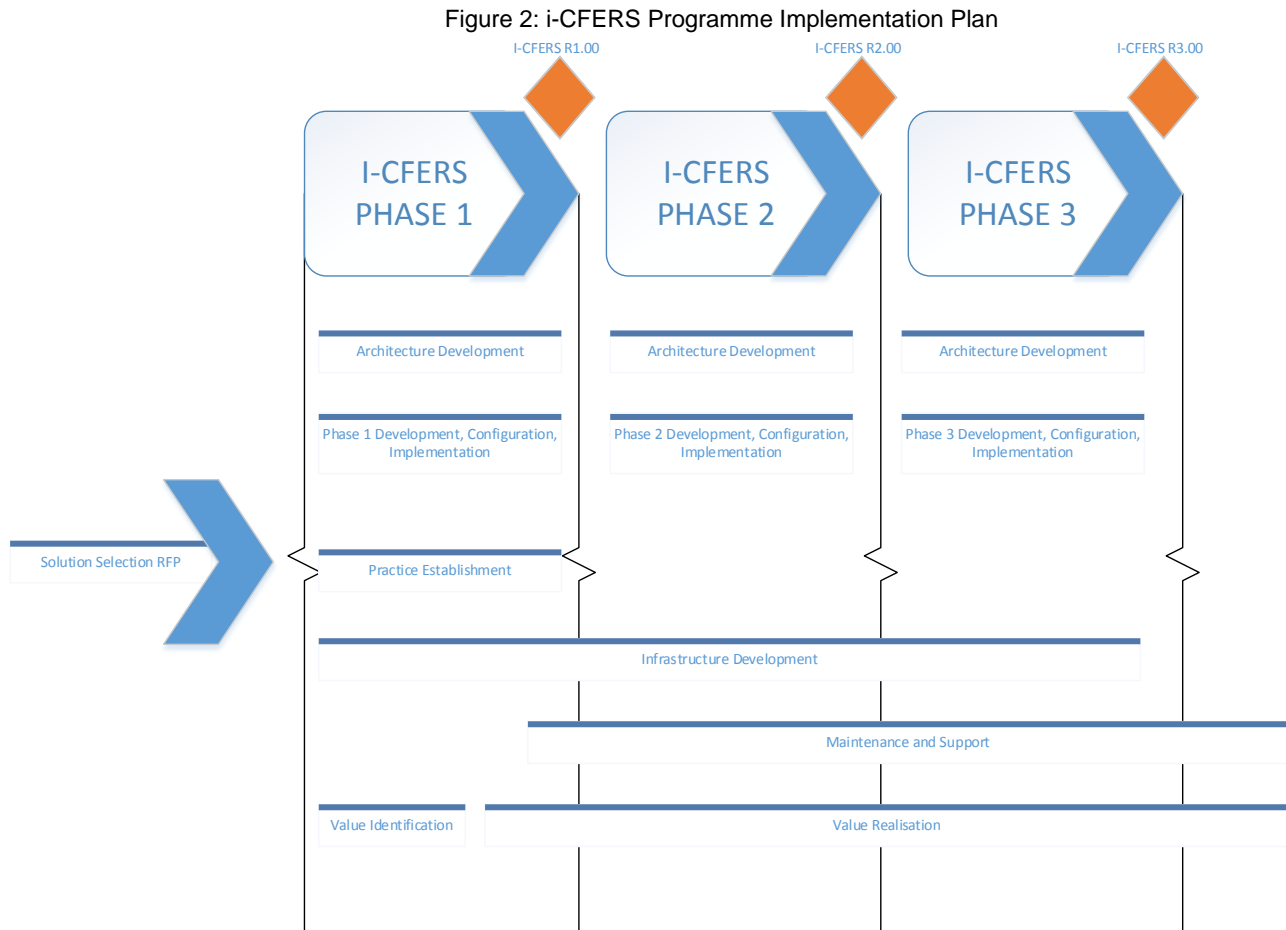 Figure 2: i-CFERS Programme Implementation Plan
I-CFERS R1.00
I-CFERS R2.00
I-CFERS R3.00
I-CFERS
PHASE 1
I-CFERS
PHASE 2
I-CFERS
PHASE 3
Architecture Development
Architecture Development
Architecture Development
Phase 1 Development, Configuration,
Implementation
Phase 2 Development, Configuration,
Implementation
Phase 3 Development, Configuration,
Implementation
Solution Selection RFP
Practice Establishment
Infrastructure Development
Maintenance and Support
Value Identification
Value Realisation